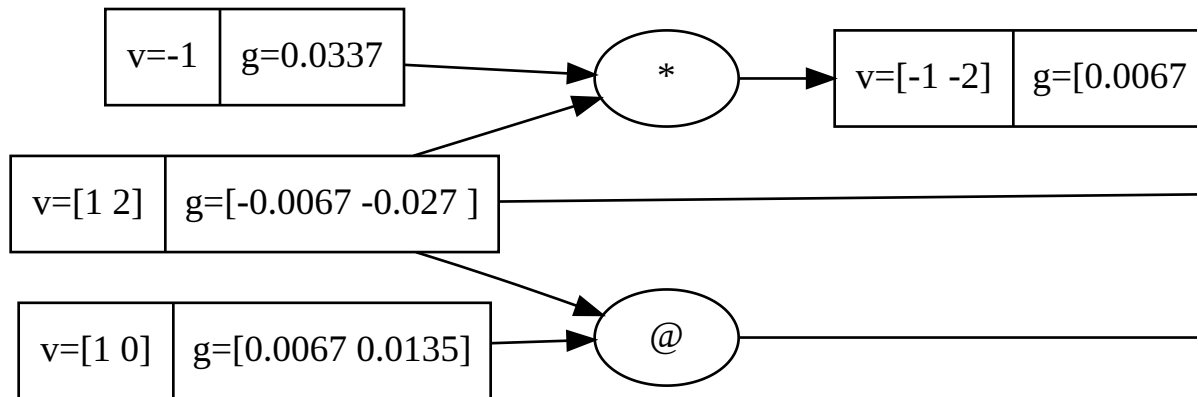 v=-1 g=0.0337
*
v=[-1 -2] g=[0.0067
v=[1 2] g=[-0.0067 -0.027 ]
v=[1 0] g=[0.0067 0.0135]
@